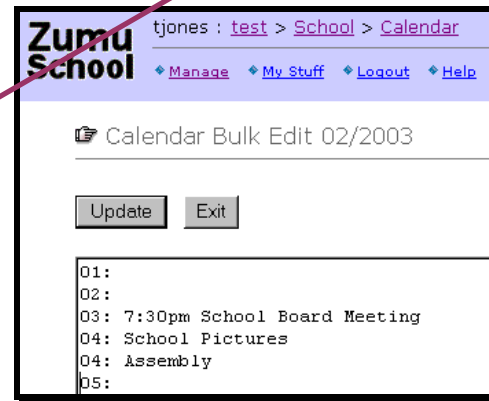 Zumu
School
tjones : test > School > Calendar
Manage My Stuff Logout Help
Calendar Bulk Edit 02/2003
Update Exit
01:
02:
03: 7:30pm School Board Meeting
04: School Pictures
04: Assembly
05: